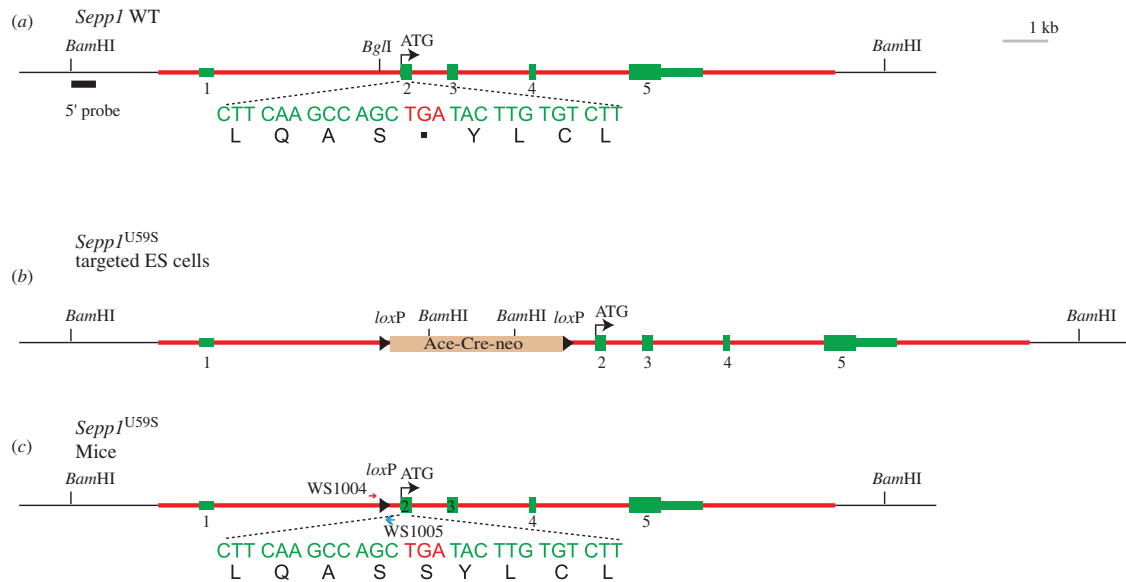 (a) Sepp1 WT
1 kb
BamHI BglI ATG BamHI
5' probe
1 2 3 4 5
CTT CAA GCC AGC TGA TAC TTG TGT CTT
L Q A S ▪ Y L C L
Sepp1U59S
(b) targeted ES cells
BamHI loxP BamHI BamHI loxP ATG BamHI
Ace-Cre-neo
1 2 3 4 5
Sepp1U59S
(c) Mice
BamHI loxP ATG BamHI
WS1004
1 2 3 4 5
WS1005
CTT CAA GCC AGC TGA TAC TTG TGT CTT
L Q A S S Y L C L